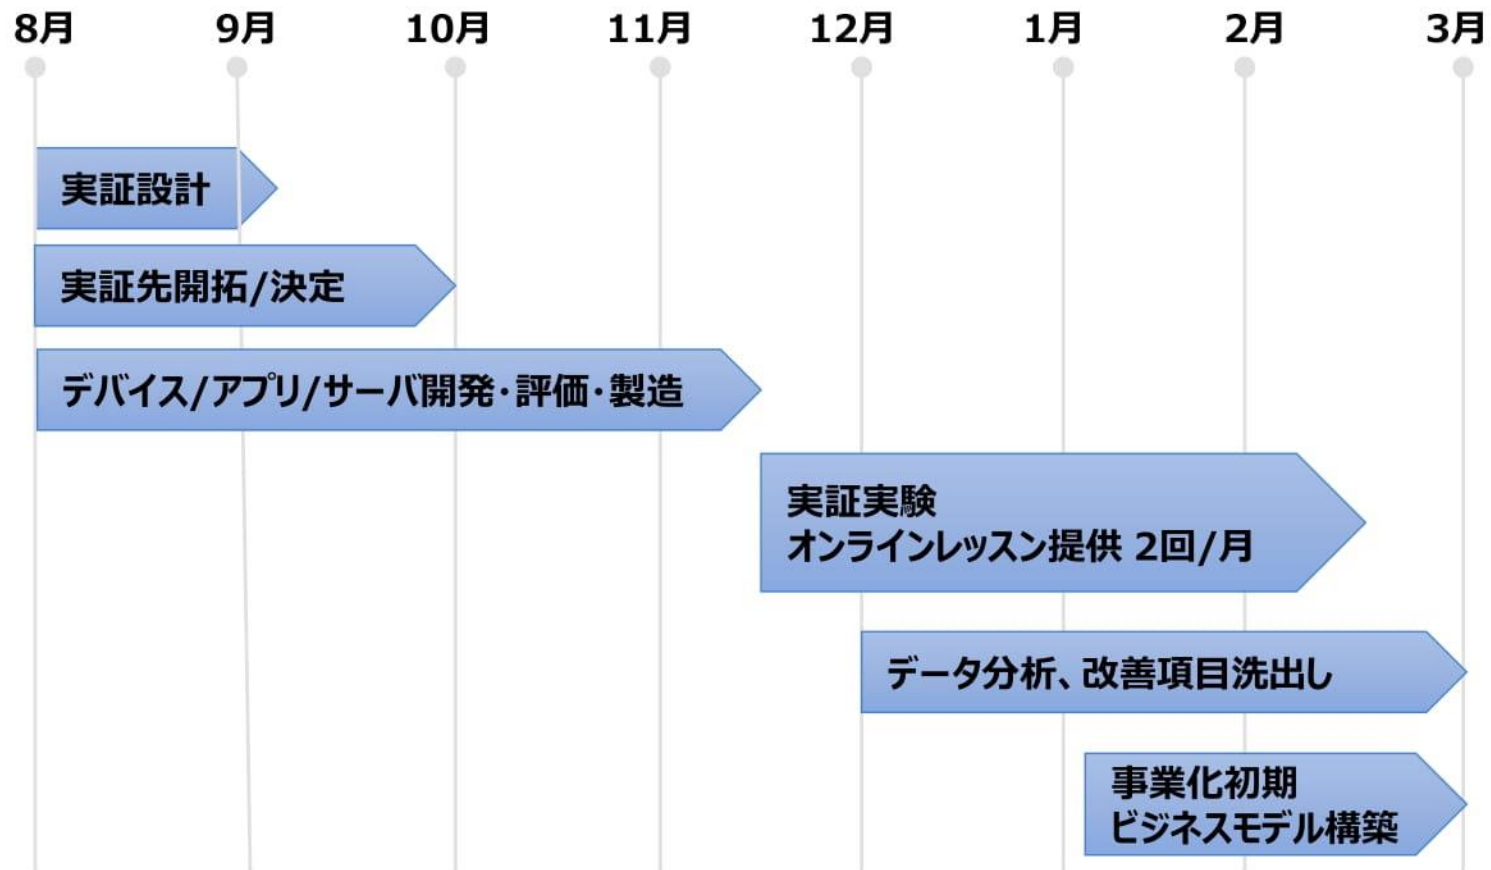 8月 9月 10月 11月 12月 1月 2月 3月
実証設計
実証先開拓/決定
デバイス/アプリ/サーバ開発・評価・製造
実証実験
オンラインレッスン提供 2回/月
データ分析、改善項目洗出し
事業化初期
ビジネスモデル構築